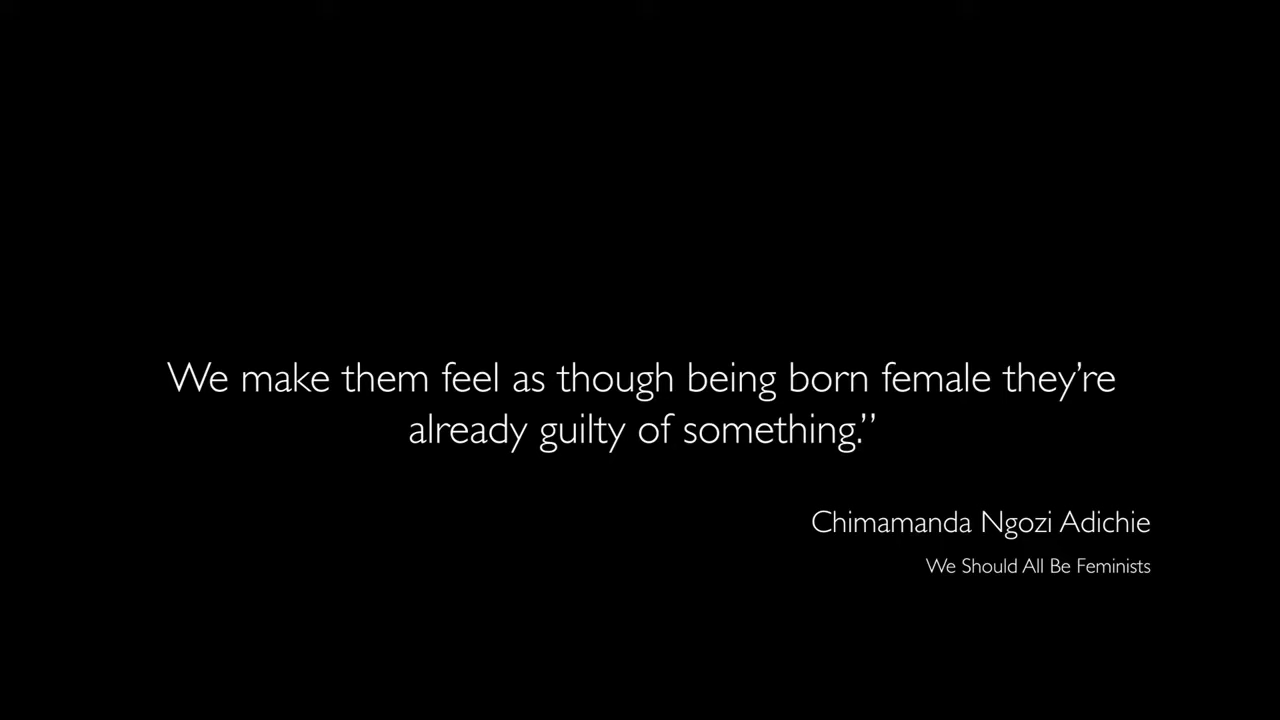 We make them feel as though being born female they’re
already guilty of something.”
Chimamanda Ngozi Adichie
We Should All Be Feminists